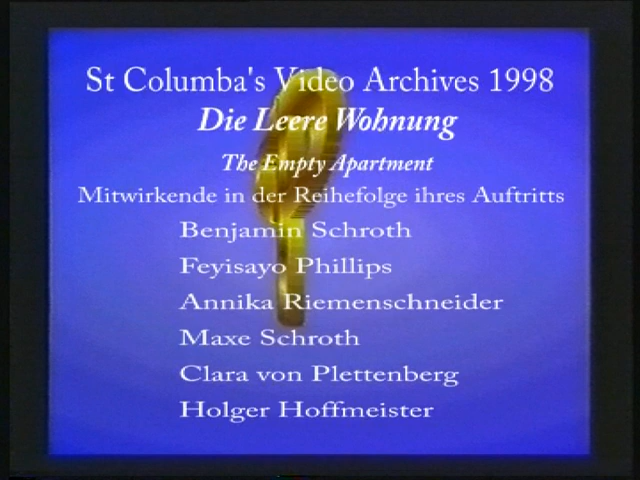 St Columba's Video Archives 1998
Die Leere Wohnung
The Empty Apartment
Mitwirkende in der Reihefolge ihres Auftritts
Benjamin Schroth
Feyisayo Phillips
Annika Riemenschneider
Maxe Schroth
Clara von Plettenberg
Holger Hoffmeister